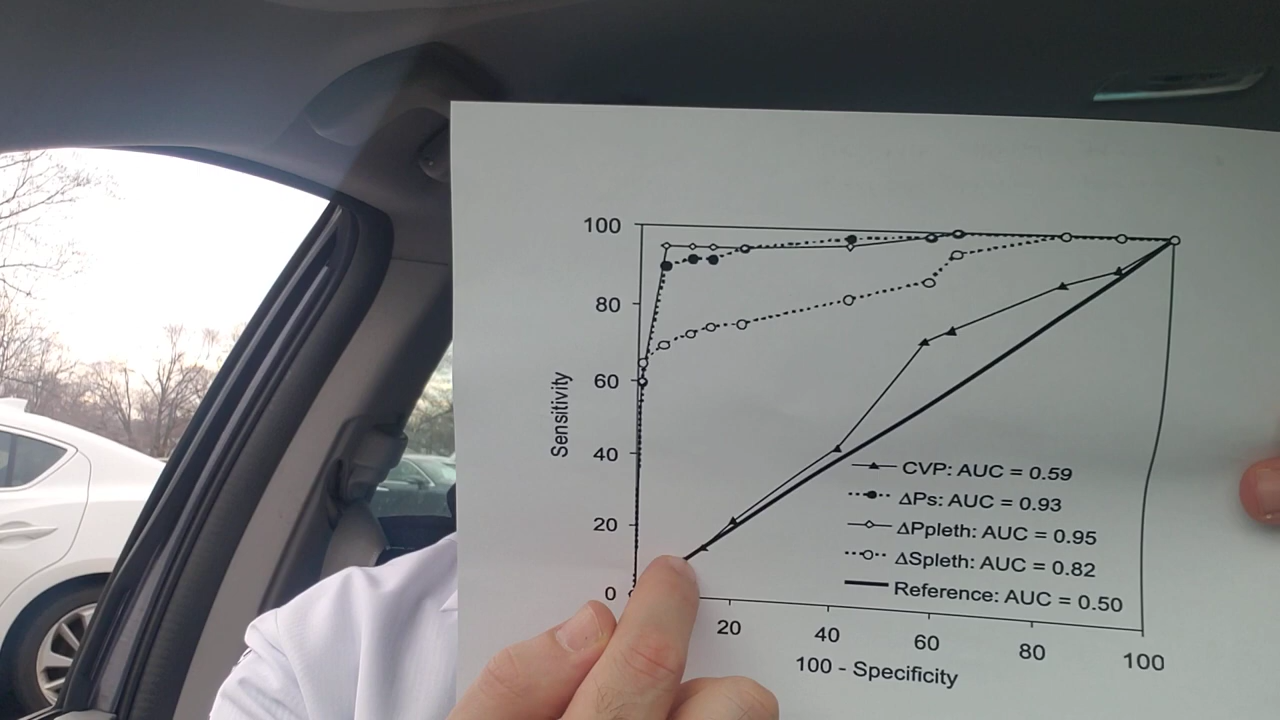 100
80
60
40
20
0
Sensitivity
CVP: AUC = 0.59
ΔPs: AUC = 0.93
ΔPpleth: AUC = 0.95
ΔSpleth: AUC = 0.82
Reference: AUC = 0.50
20 40 60 80 100
100 - Specificity